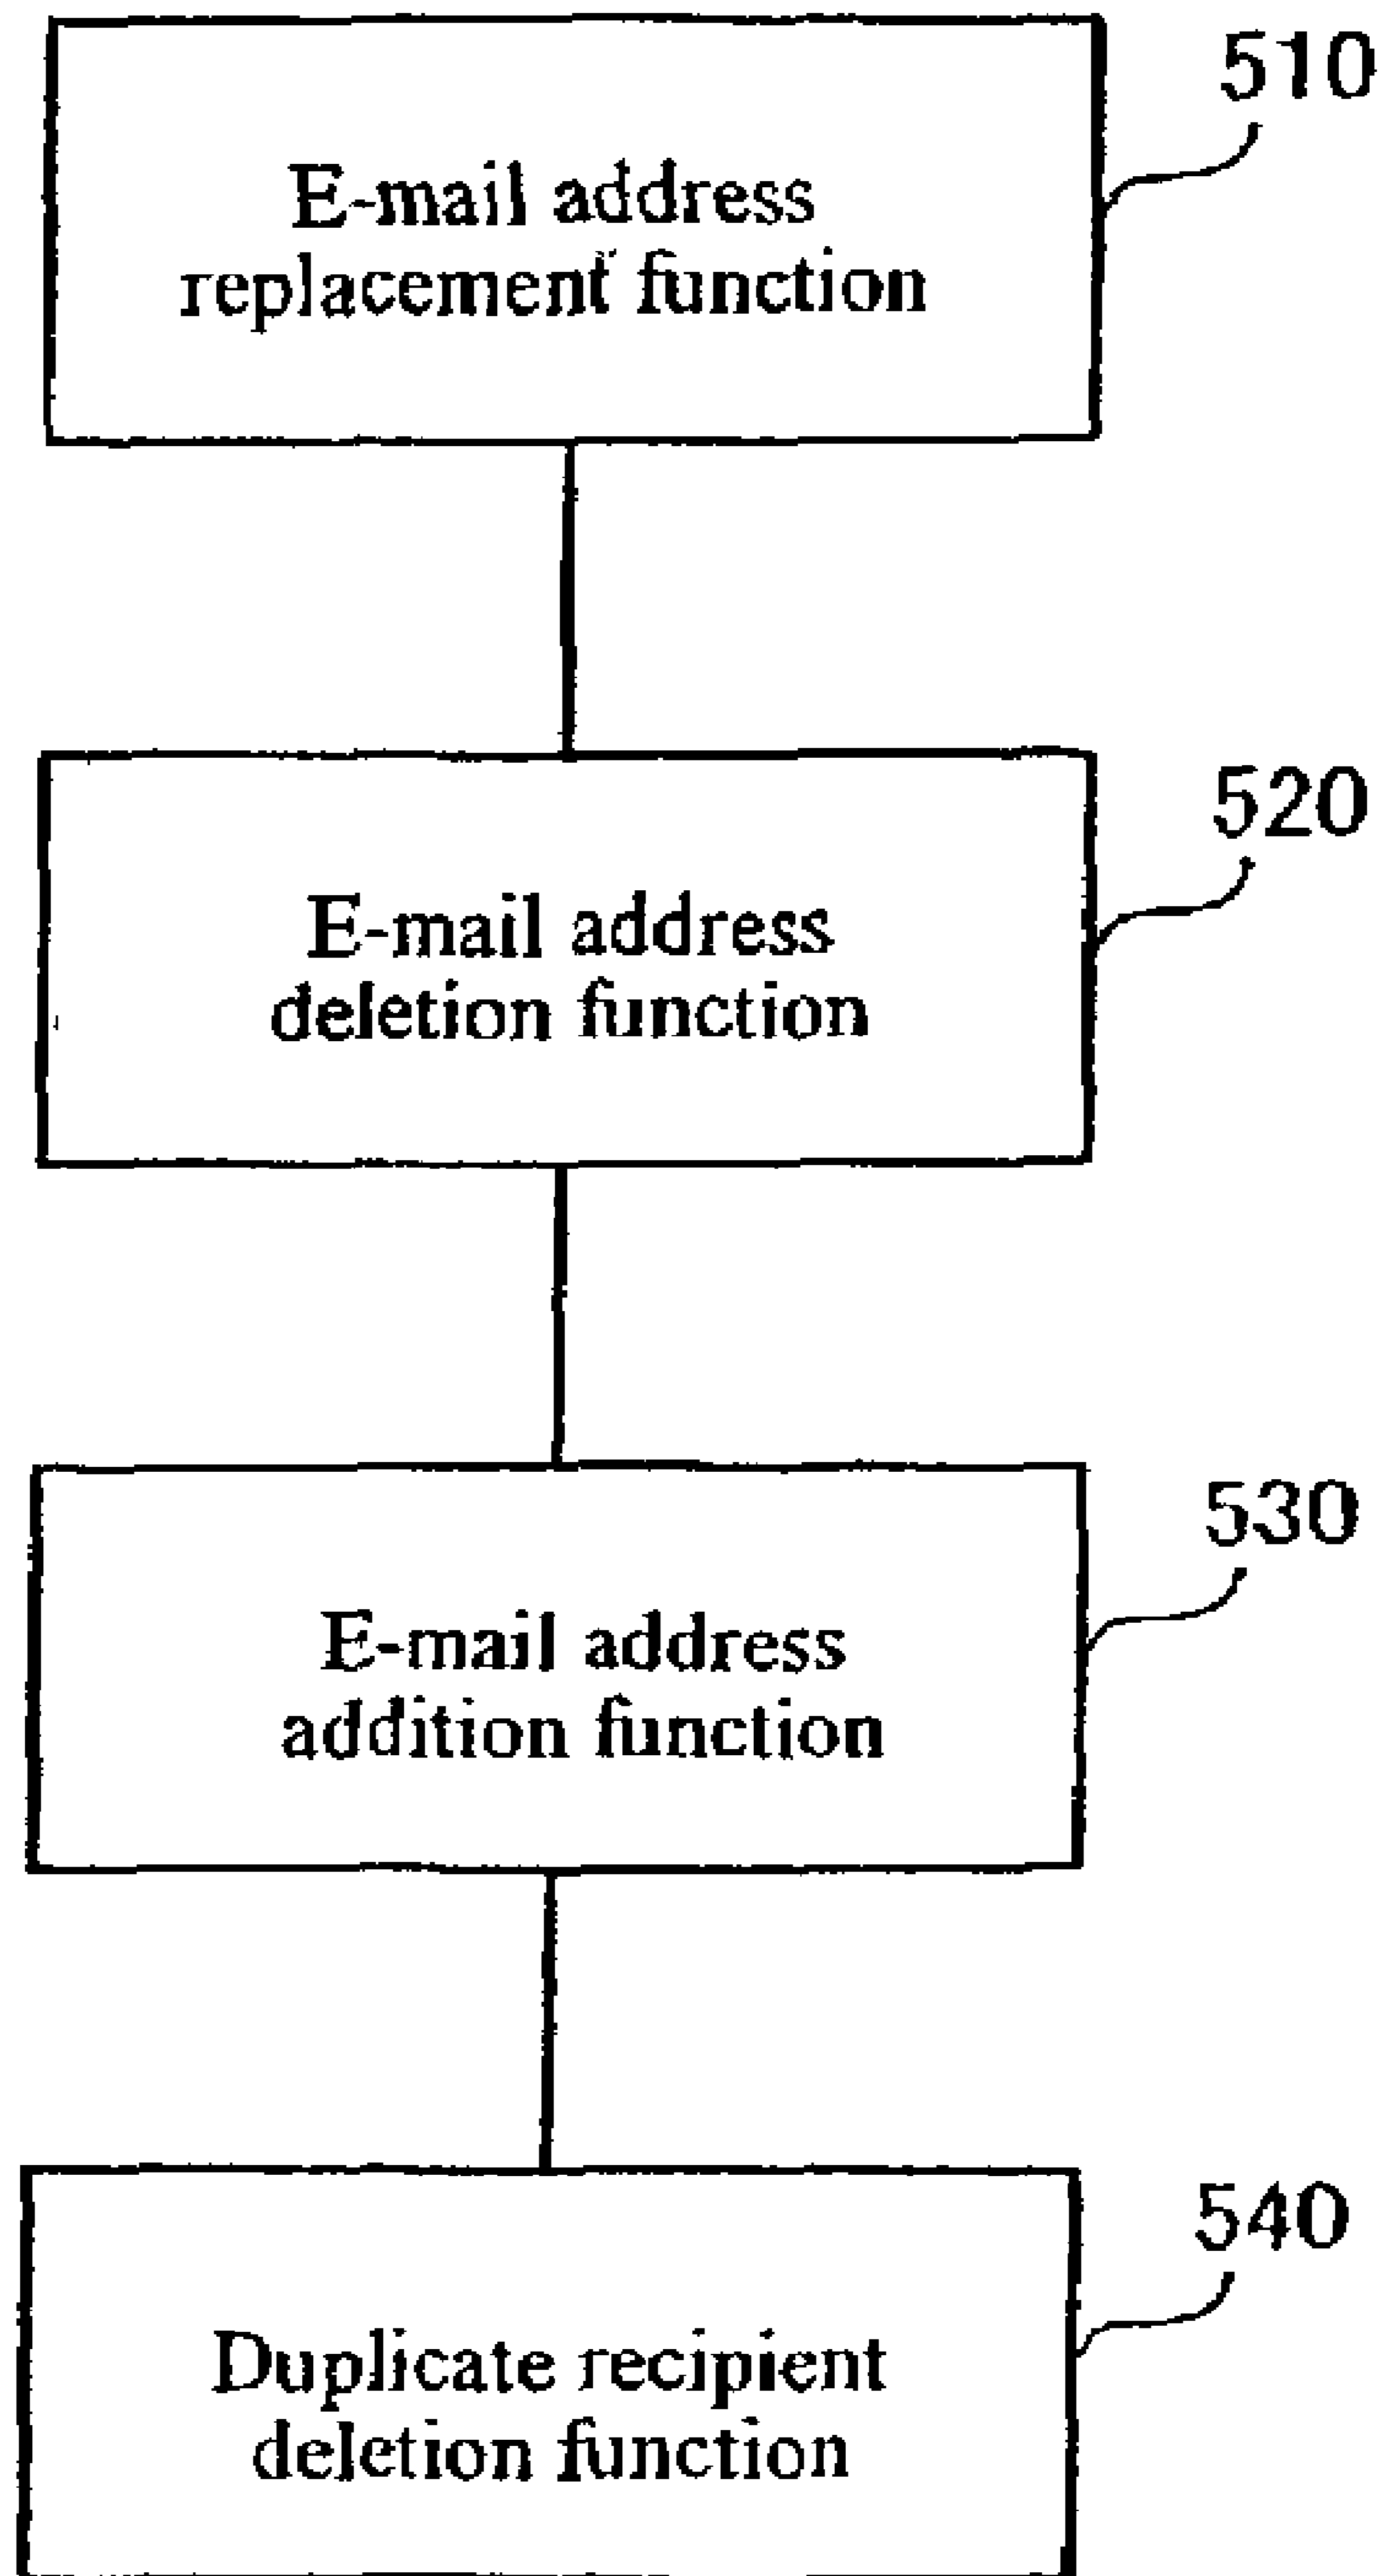 510
E-mail address
replacement function
520
E-mail address
deletion function
530
E-mail address
addition function
540
Duplicate recipient
deletion function